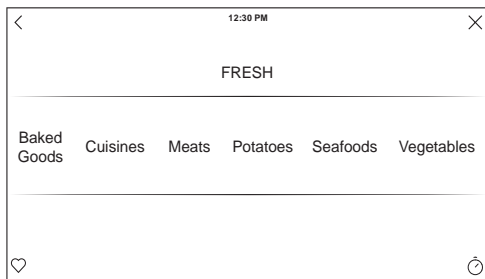 12:30 PM
FRESH
Baked
Goods
Cuisines Meats Potatoes Seafoods Vegetables